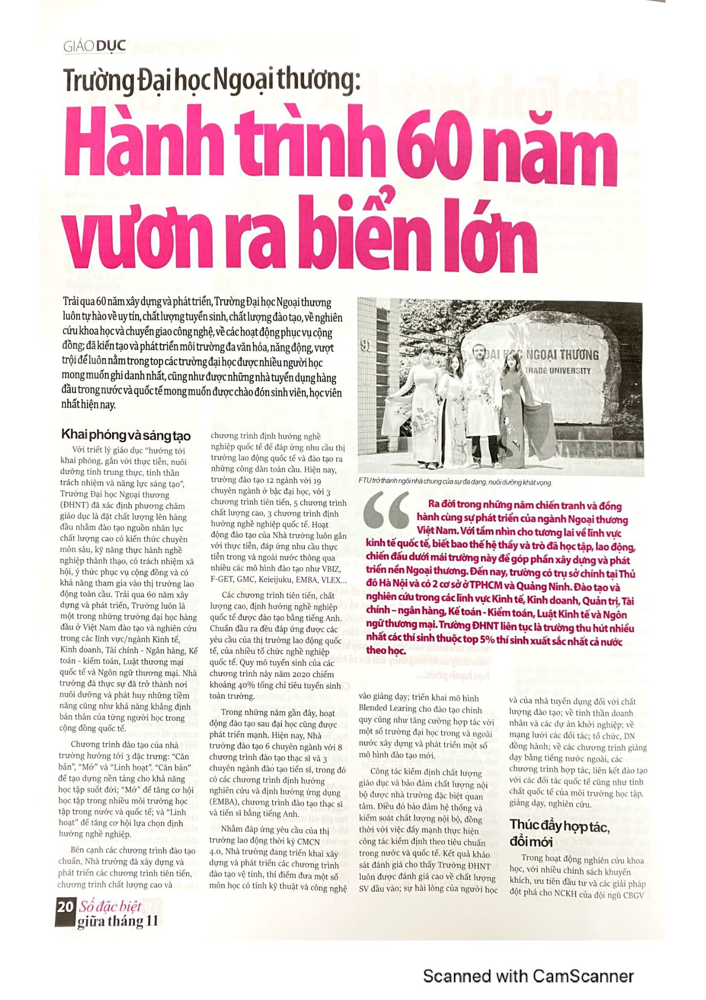 GIÁO DỤC
Trường Đại học Ngoại thương:
Hành trình 60 năm
vươn ra biển lớn
Trải qua 60 năm xây dựng và phát triển, Trường Đại học Ngoại thương
luôn tự hào về uy tín, chất lượng tuyển sinh, chất lượng đào tạo, về nghiên
cứu khoa học và chuyển giao công nghệ, về các hoạt động phục vụ cộng
đồng; đã kiến tạo và phát triển môi trường đa văn hóa, năng động, vượt
trội để luôn nằm trong top các trường đại học được nhiều người học
mong muốn ghi danh nhất, cũng như được những nhà tuyển dụng hàng
đầu trong nước và quốc tế mong muốn được chào đón sinh viên, học viên
nhất hiện nay.
Khai phóng và sáng tạo
Với triết lý giáo dục “hướng tới
khai phóng, gắn với thực tiễn, nuôi
dưỡng tính trung thực, tinh thần
trách nhiệm và năng lực sáng tạo”,
Trường Đại học Ngoại thương
(ĐHNT) đã xác định phương châm
giáo dục là đặt chất lượng lên hàng
đầu nhằm đào tạo nguồn nhân lực
chất lượng cao có kiến thức chuyên
môn sâu, kỹ năng thực hành nghề
nghiệp thành thạo, có trách nhiệm xã
hội, ý thức phục vụ cộng đồng và có
khả năng tham gia vào thị trường lao
động toàn cầu. Trải qua 60 năm xây
dựng và phát triển, Trường luôn là
một trong những trường đại học hàng
đầu ở Việt Nam đào tạo và nghiên cứu
trong các lĩnh vực/ngành Kinh tế,
Kinh doanh, Tài chính - Ngân hàng, Kế
toán - kiểm toán, Luật thương mại
quốc tế và Ngôn ngữ thương mại. Nhà
trường đã thực sự đã trở thành nơi
nuôi dưỡng và phát huy những tiềm
năng cũng như khả năng khẳng định
bản thân của từng người học trong
cộng đồng quốc tế.
Chương trình đào tạo của nhà
trường hướng tới 3 đặc trưng: “Căn
bản”, “Mở” và “Linh hoạt”. “Căn bản”
để tạo dựng nền tảng cho khả năng
học tập suốt đời; “Mở” để tăng cơ hội
học tập trong nhiều môi trường học
tập trong nước và quốc tế; và “Linh
hoạt” để tăng cơ hội lựa chọn định
hướng nghề nghiệp.
Bên cạnh các chương trình đào tạo
chuẩn, Nhà trường đã xây dựng và
phát triển các chương trình tiên tiến,
chương trình chất lượng cao và
chương trình định hướng nghề
nghiệp quốc tế để đáp ứng nhu cầu thị
trường lao động quốc tế và đào tạo ra
những công dân toàn cầu. Hiện nay,
trường đào tạo 12 ngành với 19
chuyên ngành ở bậc đại học, với 3
chương trình tiên tiến, 5 chương trình
chất lượng cao, 3 chương trình định
hướng nghề nghiệp quốc tế. Hoạt
động đào tạo của Nhà trường luôn gắn
với thực tiễn, đáp ứng nhu cầu thực
tiễn trong và ngoài nước thông qua
nhiều các mô hình đào tạo như VBIZ,
F-GET, GMC, Keieijuku, EMBA, VLEX...
Các chương trình tiên tiến, chất
lượng cao, định hướng nghề nghiệp
quốc tế được đào tạo bằng tiếng Anh.
Chuẩn đầu ra đều đáp ứng được các
yêu cầu của thị trường lao động quốc
tế, của nhiều tổ chức nghề nghiệp
quốc tế. Quy mô tuyển sinh của các
chương trình này năm 2020 chiếm
khoảng 40% tổng chỉ tiêu tuyển sinh
toàn trường.
Trong những năm gần đây, hoạt
động đào tạo sau đại học cũng được
phát triển mạnh. Hiện nay, Nhà
trường đào tạo 6 chuyên ngành với 8
chương trình đào tạo thạc sĩ và 3
chuyên ngành đào tạo tiến sĩ, trong đó
có các chương trình định hướng
nghiên cứu và định hướng ứng dụng
(EMBA), chương trình đào tạo thạc sĩ
và tiến sĩ bằng tiếng Anh.
Nhằm đáp ứng yêu cầu của thị
trường lao động thời kỳ CMCN
4.0, Nhà trường đang triển khai xây
dựng và phát triển các chương trình
đào tạo vệ tinh, thí điểm đưa một số
môn học có tính kỹ thuật và công nghệ
91
ĐẠI HỌC NGOẠI THƯƠNG
TRADE UNIVERSITY
FTU trở thành ngôi nhà chung của sự đa dạng, nuôi dưỡng khát vọng.
“ Ra đời trong những năm chiến tranh và đồng
hành cùng sự phát triển của ngành Ngoại thương
Việt Nam. Với tầm nhìn cho tương lai về lĩnh vực
kinh tế quốc tế, biết bao thế hệ thầy và trò đã học tập, lao động,
chiến đấu dưới mái trường này để góp phần xây dựng và phát
triển nền Ngoại thương. Đến nay, trường có trụ sở chính tại Thủ
đô Hà Nội và có 2 cơ sở ở TPHCM và Quảng Ninh. Đào tạo và
nghiên cứu trong các lĩnh vực Kinh tế, Kinh doanh, Quản trị, Tài
chính – ngân hàng, Kế toán - Kiểm toán, Luật Kinh tế và Ngôn
ngữ thương mại. Trường ĐHNT liên tục là trường thu hút nhiều
nhất các thí sinh thuộc top 5% thí sinh xuất sắc nhất cả nước
theo học.
vào giảng dạy; triển khai mô hình
Blended Learing cho đào tạo chính
quy cũng như tăng cường hợp tác với
một số trường đại học trong và ngoài
nước xây dựng và phát triển một số
mô hình đào tạo mới.
Công tác kiểm định chất lượng
giáo dục và bảo đảm chất lượng nội
bộ được nhà trường đặc biệt quan
tâm. Điều đó bảo đảm hệ thống và
kiểm soát chất lượng nội bộ, đồng
thời với việc đẩy mạnh thực hiện
công tác kiểm định theo tiêu chuẩn
trong nước và quốc tế. Kết quả khảo
sát đánh giá cho thấy Trường ĐHNT
luôn được đánh giá cao về chất lượng
SV đầu vào; sự hài lòng của người học
và của nhà tuyển dụng đối với chất
lượng đào tạo; về tinh thần doanh
nhân và các dự án khởi nghiệp; về
mạng lưới các đối tác; tổ chức, DN
đồng hành; về các chương trình giảng
dạy bằng tiếng nước ngoài, các
chương trình hợp tác, liên kết đào tạo
với các đối tác quốc tế cũng như tính
chất quốc tế của môi trường học tập,
giảng dạy, nghiên cứu.
Thúc đẩy hợp tác,
đổi mới
Trong hoạt động nghiên cứu khoa
học, với nhiều chính sách khuyến
khích, ưu tiên đầu tư và các giải pháp
đột phá cho NCKH của đội ngũ CBGV
20 Số đặc biệt
giữa tháng 11
Scanned with CamScanner